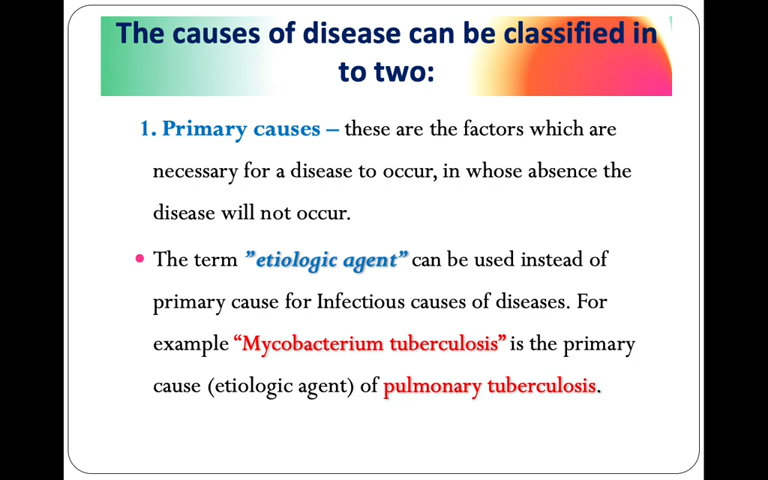 The causes of disease can be classified in
to two:
1. Primary causes – these are the factors which are
necessary for a disease to occur, in whose absence the
disease will not occur.
• The term ”etiologic agent” can be used instead of
primary cause for Infectious causes of diseases. For
example “Mycobacterium tuberculosis” is the primary
cause (etiologic agent) of pulmonary tuberculosis.